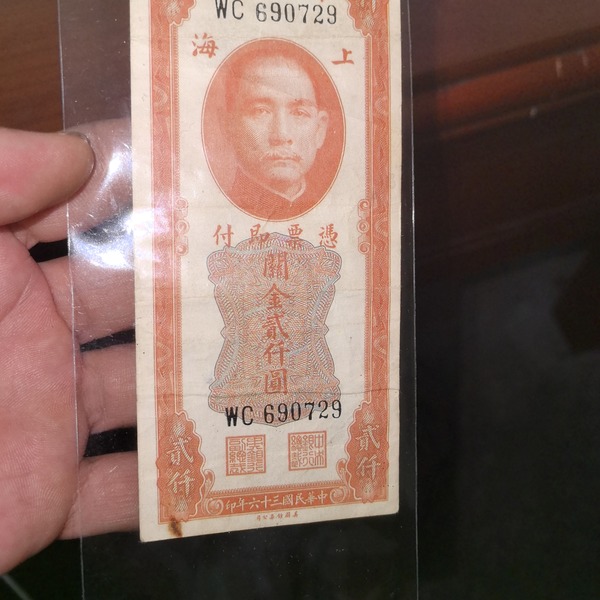 WC 690729
上海
憑票即付
關金貳仟圓
WC 690729
貳仟
貳仟
中華民國三十六年印